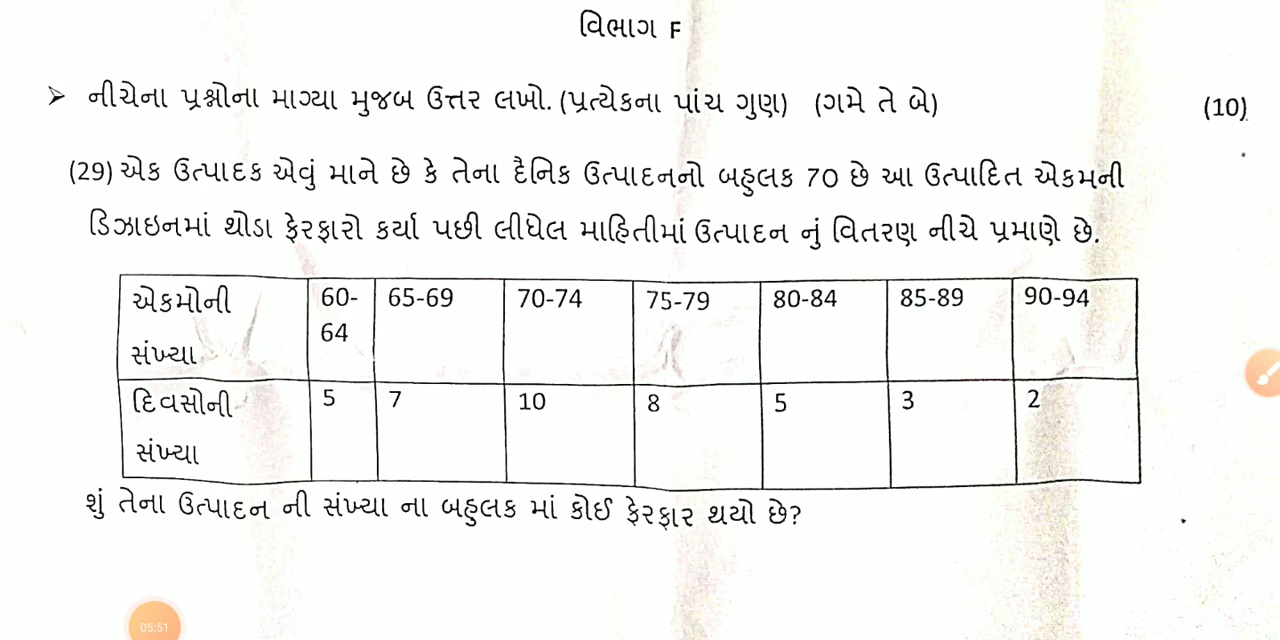 વિભાગ F
➢ નીચેના પ્રશ્નોના માગ્યા મુજબ ઉત્તર લખો. (પ્રત્યેકના પાંચ ગુણ) (ગમે તે બે) (10)
(29) એક ઉત્પાદક એવું માને છે કે તેના દૈનિક ઉત્પાદનનો બહુલક 70 છે આ ઉત્પાદિત એકમની
ડિઝાઇનમાં થોડા ફેરફારો કર્યા પછી લીધેલ માહિતીમાં ઉત્પાદન નું વિતરણ નીચે પ્રમાણે છે.
એકમોની સંખ્યા 60-64 65-69 70-74 75-79 80-84 85-89 90-94
દિવસોની સંખ્યા 5 7 10 8 5 3 2
શું તેના ઉત્પાદન ની સંખ્યા ના બહુલક માં કોઈ ફેરફાર થયો છે?
05:51